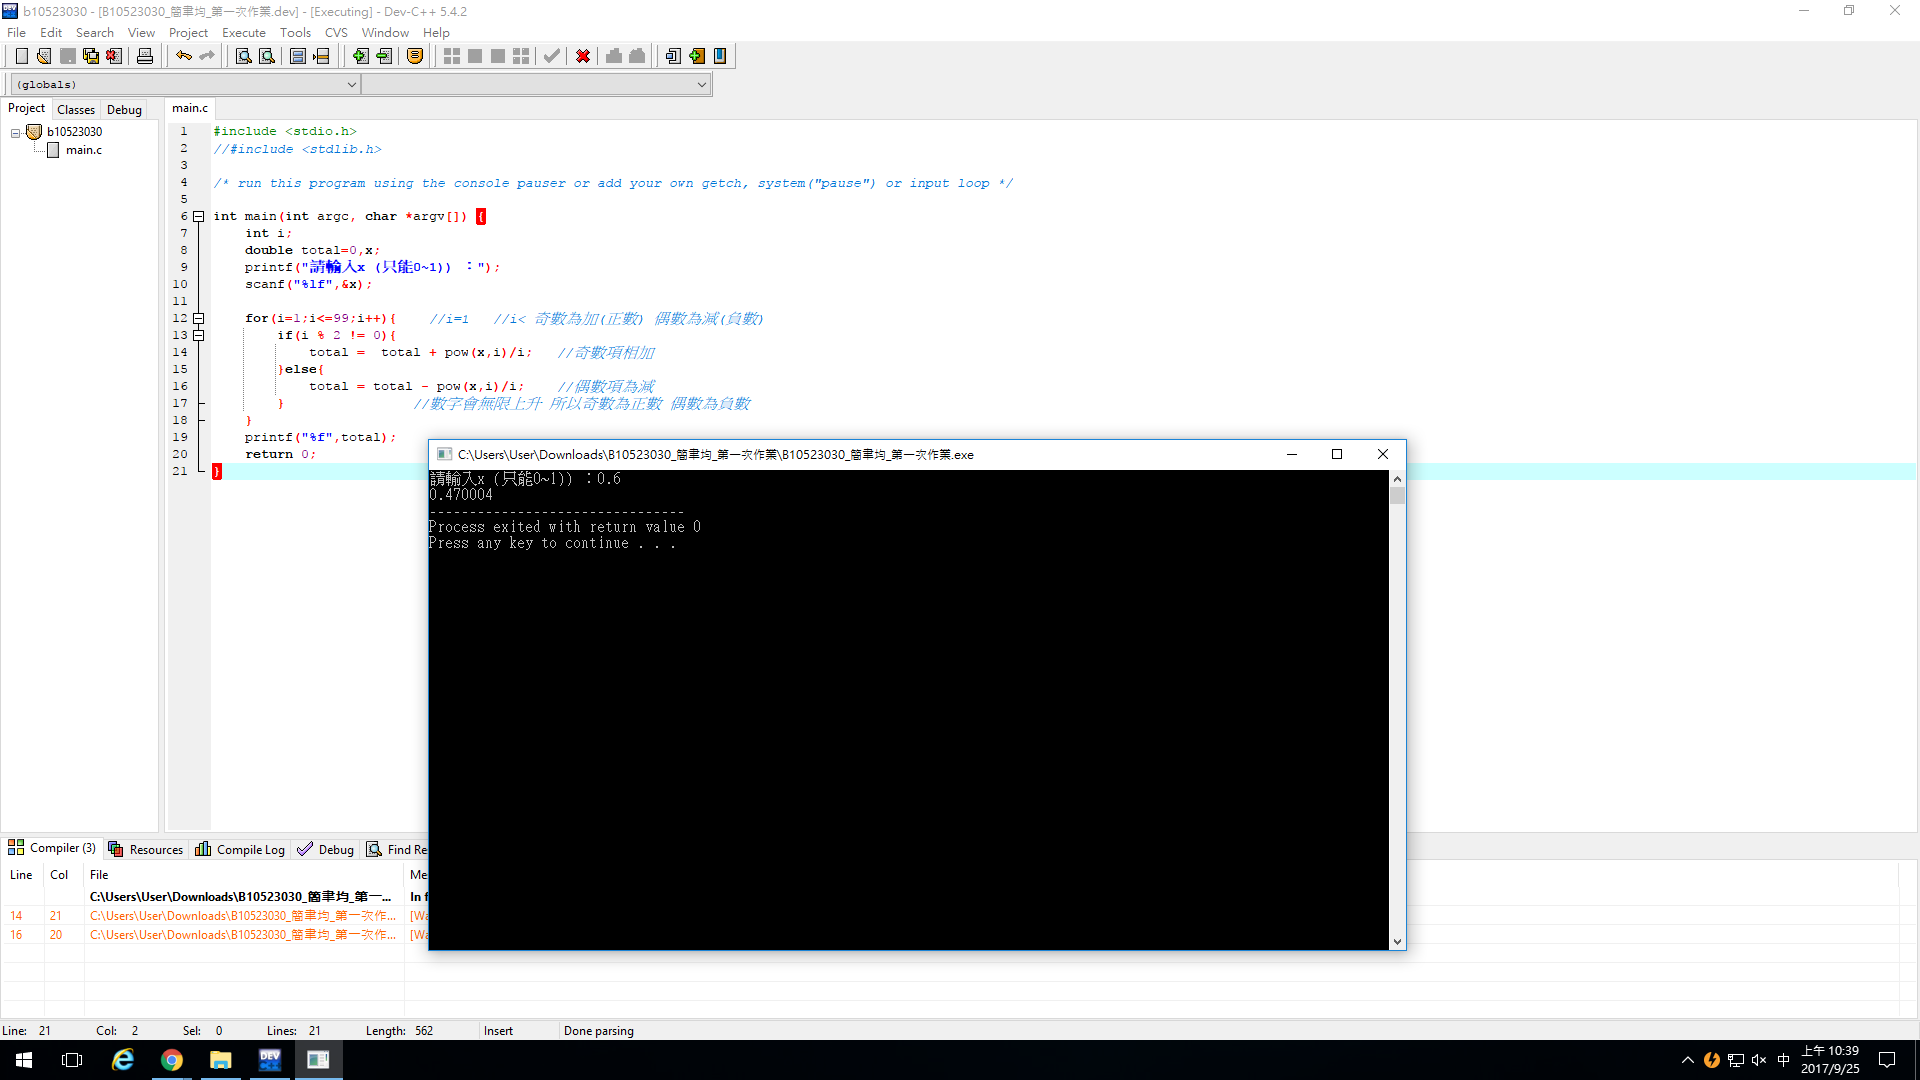 b10523030 - [B10523030_簡聿均_第一次作業.dev] - [Executing] - Dev-C++ 5.4.2
File Edit Search View Project Execute Tools CVS Window Help
(globals)
Project Classes Debug
main.c
b10523030
main.c
1 #include <stdio.h>
2 //#include <stdlib.h>
3
4 /* run this program using the console pauser or add your own getch, system("pause") or input loop */
5
6 int main(int argc, char *argv[]) {
7 int i;
8 double total=0,x;
9 printf("請輸入x (只能0~1)) ：");
10 scanf("%lf",&x);
11
12 for(i=1;i<=99;i++){ //i=1 //i< 奇數為加(正數) 偶數為減(負數)
13 if(i % 2 != 0){
14 total = total + pow(x,i)/i; //奇數項相加
15 }else{
16 total = total - pow(x,i)/i; //偶數項為減
17 } //數字會無限上升 所以奇數為正數 偶數為負數
18 }
19 printf("%f",total);
20 return 0;
21 }
C:\Users\User\Downloads\B10523030_簡聿均_第一次作業\B10523030_簡聿均_第一次作業.exe
請輸入x (只能0~1)) ：0.6
0.470004
--------------------------------
Process exited with return value 0
Press any key to continue . . .
Compiler (3) Resources Compile Log Debug Find Re
Line Col File Me
C:\Users\User\Downloads\B10523030_簡聿均_第一... In f
14 21 C:\Users\User\Downloads\B10523030_簡聿均_第一次作... [Wa
16 20 C:\Users\User\Downloads\B10523030_簡聿均_第一次作... [Wa
Line: 21 Col: 2 Sel: 0 Lines: 21 Length: 562 Insert Done parsing
DEV
中
上午 10:39
2017/9/25